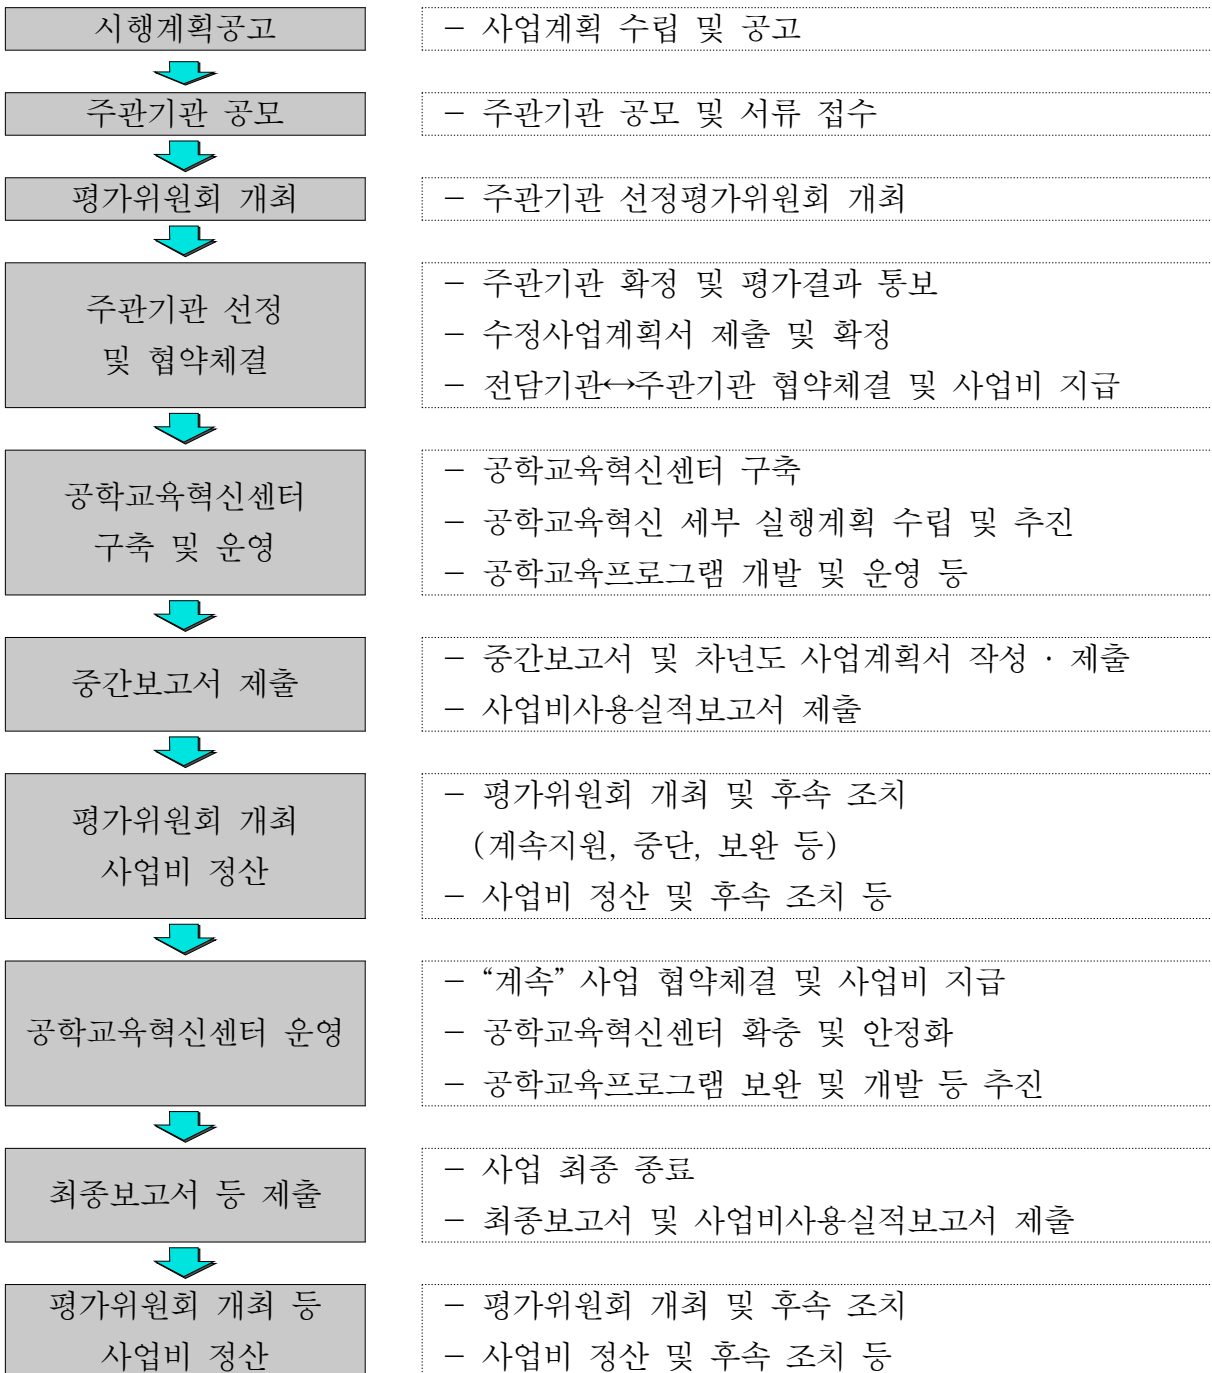 시행계획공고
- 사업계획 수립 및 공고
주관기관 공모
- 주관기관 공모 및 서류 접수
평가위원회 개최
- 주관기관 선정평가위원회 개최
주관기관 선정
및 협약체결
- 주관기관 확정 및 평가결과 통보
- 수정사업계획서 제출 및 확정
- 전담기관↔주관기관 협약체결 및 사업비 지급
공학교육혁신센터
구축 및 운영
- 공학교육혁신센터 구축
- 공학교육혁신 세부 실행계획 수립 및 추진
- 공학교육프로그램 개발 및 운영 등
중간보고서 제출
- 중간보고서 및 차년도 사업계획서 작성 · 제출
- 사업비사용실적보고서 제출
평가위원회 개최
사업비 정산
- 평가위원회 개최 및 후속 조치
(계속지원, 중단, 보완 등)
- 사업비 정산 및 후속 조치 등
공학교육혁신센터 운영
- “계속” 사업 협약체결 및 사업비 지급
- 공학교육혁신센터 확충 및 안정화
- 공학교육프로그램 보완 및 개발 등 추진
최종보고서 등 제출
- 사업 최종 종료
- 최종보고서 및 사업비사용실적보고서 제출
평가위원회 개최 등
사업비 정산
- 평가위원회 개최 및 후속 조치
- 사업비 정산 및 후속 조치 등